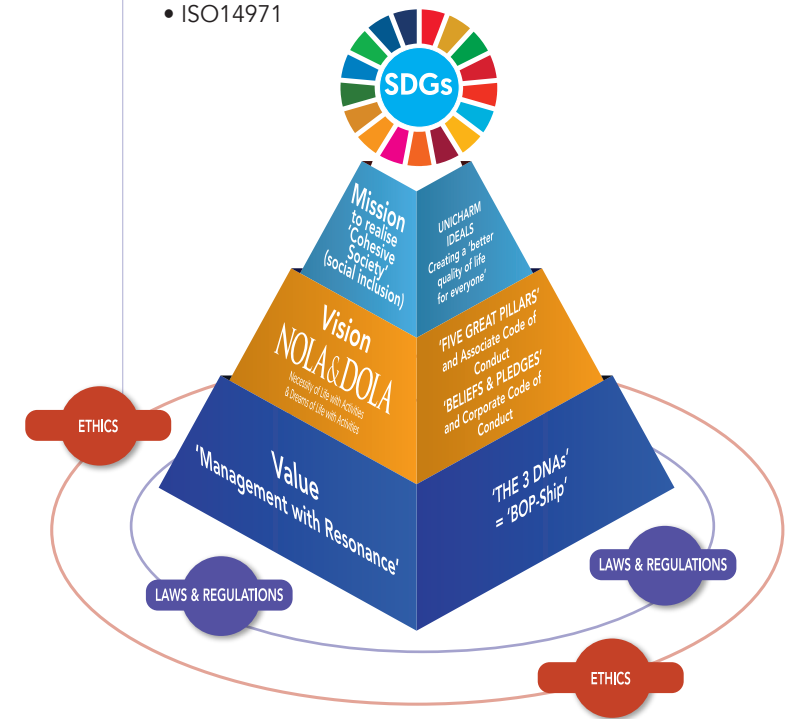 • ISO14971
SDGs
Mission
to realise
‘Cohesive
Society’
(social inclusion)
UNICHARM
IDEALS
Creating a ‘better
quality of life
for everyone’
Vision
NOLA & DOLA
Necessity of Life with Activities
& Dreams of Life with Activities
‘FIVE GREAT PILLARS’
and Associate Code of
Conduct
‘BELIEFS & PLEDGES’
and Corporate Code of
Conduct
Value
‘Management with Resonance’
‘THE 3 DNAs’
= ‘BOP-Ship’
ETHICS
LAWS & REGULATIONS
LAWS & REGULATIONS
ETHICS